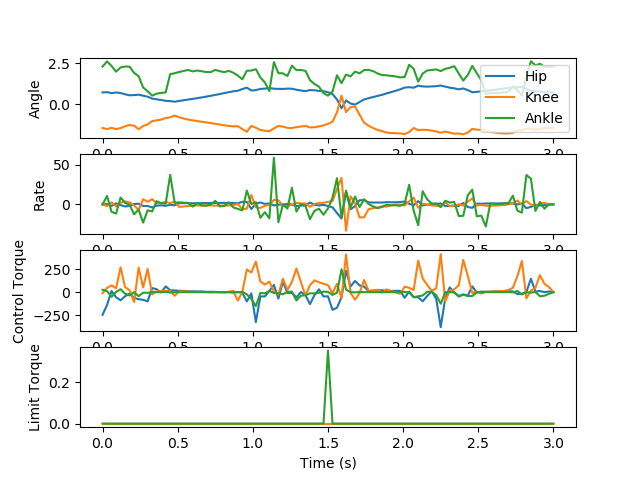 Angle
2.5
0.0
Hip
Knee
Ankle
0.0 0.5 1.0 1.5 2.0 2.5 3.0
Rate
50
0
0.0 0.5 1.0 1.5 2.0 2.5 3.0
Control Torque
250
0
−250
0.0 0.5 1.0 1.5 2.0 2.5 3.0
Limit Torque
0.2
0.0
0.0 0.5 1.0 1.5 2.0 2.5 3.0
Time (s)